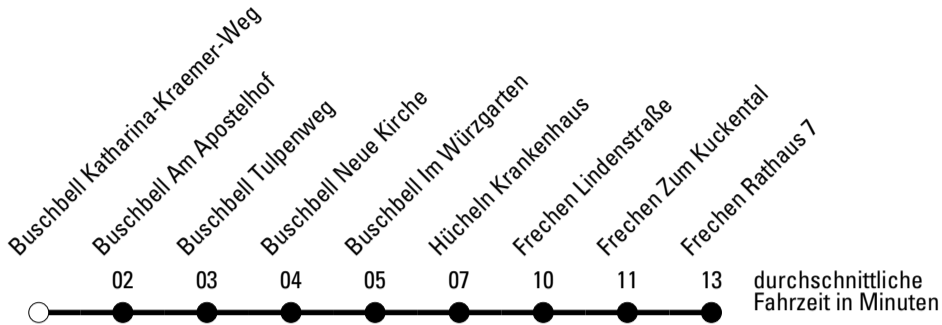 Buschbell Katharina-Kraemer-Weg
Buschbell Am Apostelhof
Buschbell Tulpenweg
Buschbell Neue Kirche
Buschbell Im Würzgarten
Hücheln Krankenhaus
Frechen Lindenstraße
Frechen Zum Kuckental
Frechen Rathaus 7
02 03 04 05 07 10 11 13
durchschnittliche
Fahrzeit in Minuten